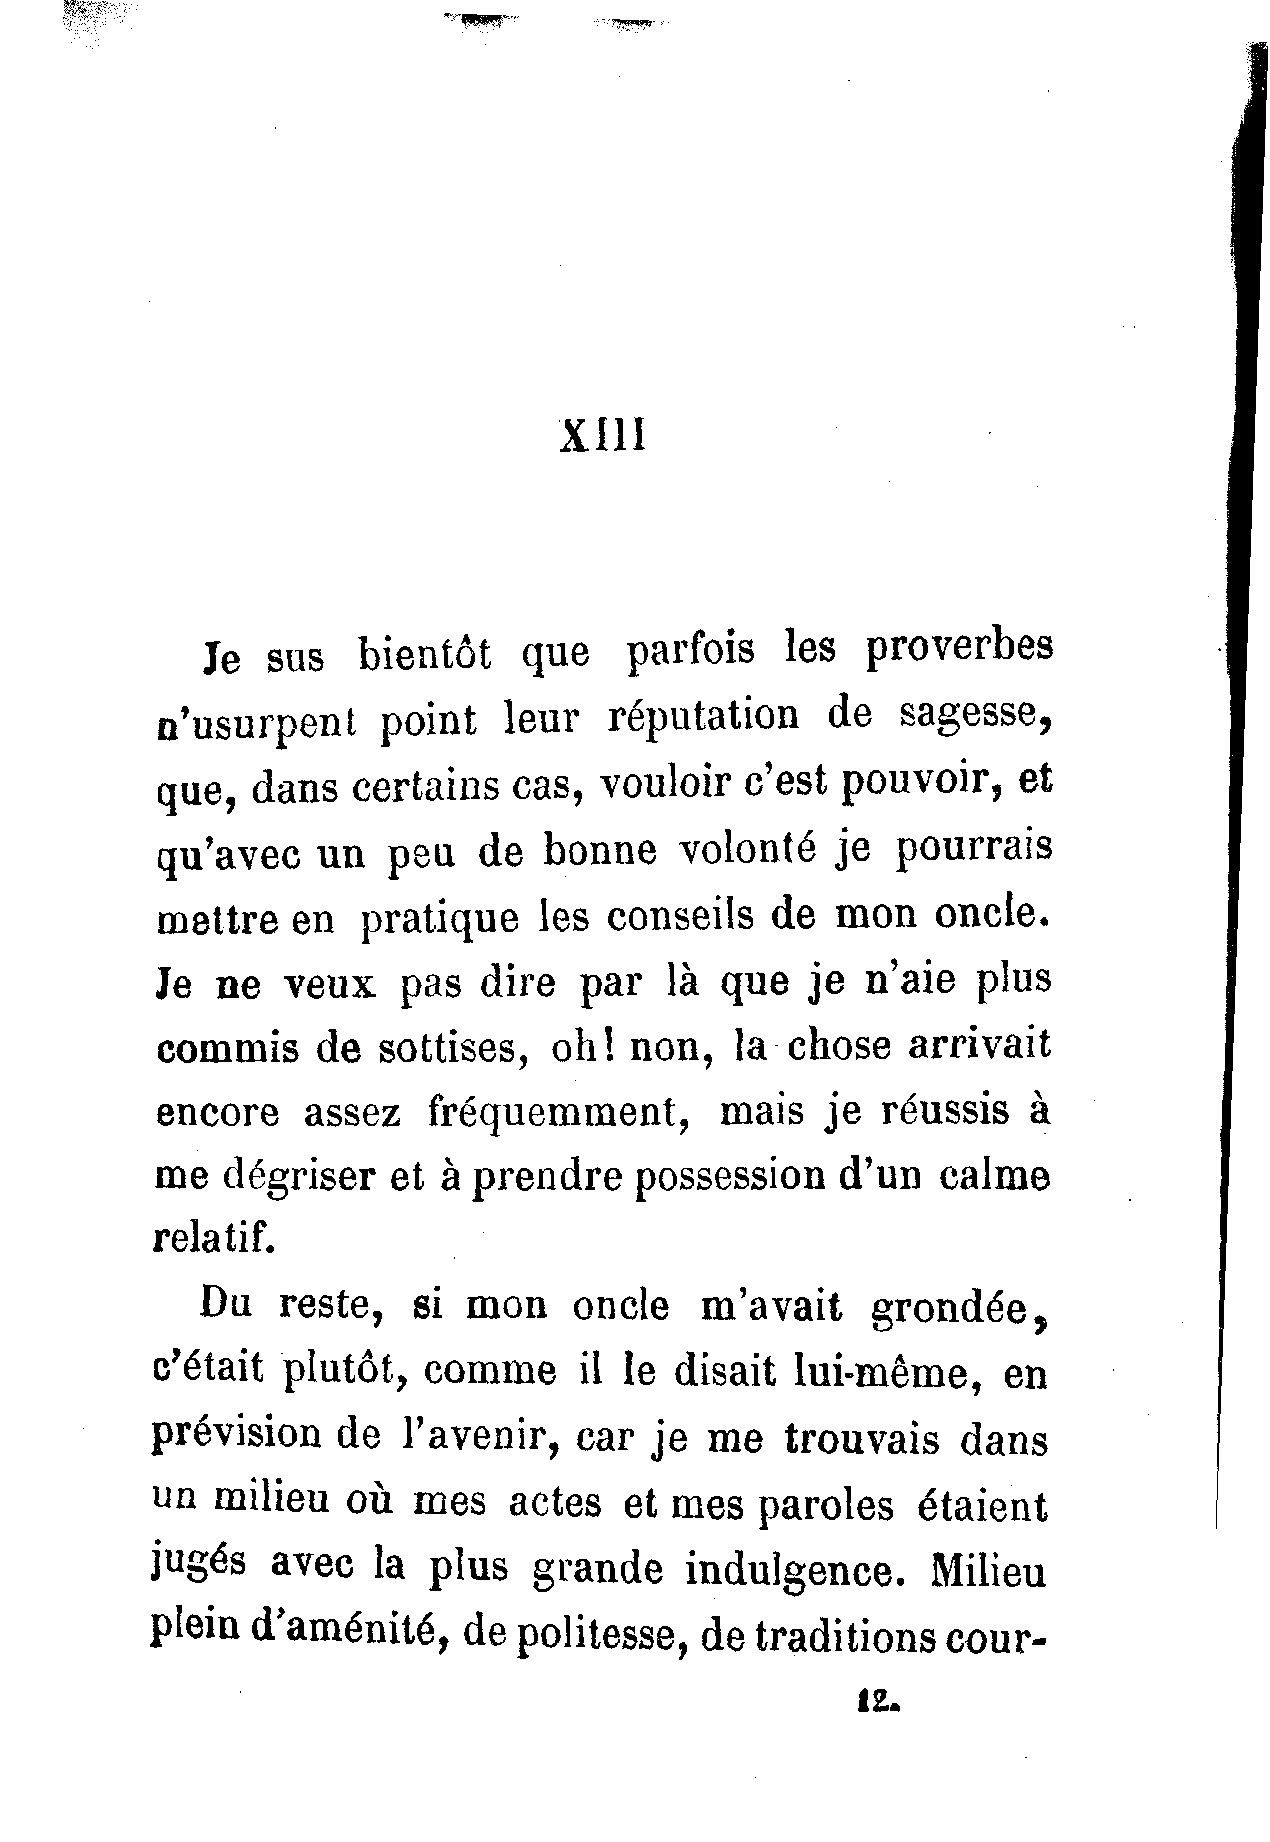 XIII
Je sus bientôt que parfois les proverbes
n'usurpent point leur réputation de sagesse,
que, dans certains cas, vouloir c'est pouvoir, et
qu'avec un peu de bonne volonté je pourrais
mettre en pratique les conseils de mon oncle.
Je ne veux pas dire par là que je n'aie plus
commis de sottises, oh! non, la chose arrivait
encore assez fréquemment, mais je réussis à
me dégriser et à prendre possession d'un calme
relatif.
Du reste, si mon oncle m'avait grondée,
c'était plutôt, comme il le disait lui-même, en
prévision de l'avenir, car je me trouvais dans
un milieu où mes actes et mes paroles étaient
jugés avec la plus grande indulgence. Milieu
plein d'aménité, de politesse, de traditions cour-
12.